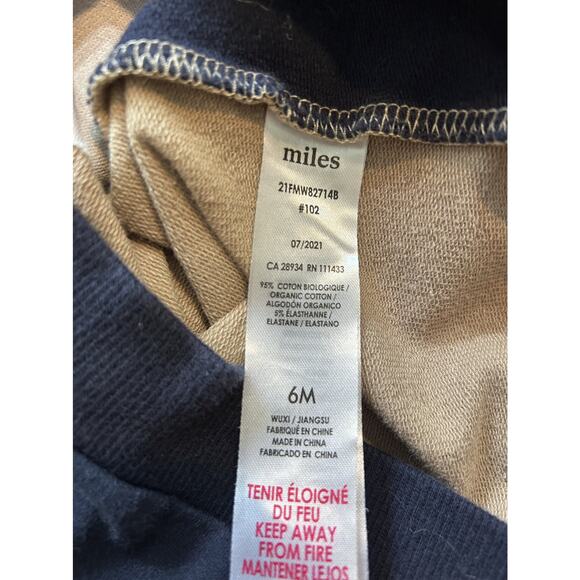 miles
21FMW82714B
#102
07/2021
CA 28934 RN 111433
95% COTON BIOLOGIQUE /
ORGANIC COTTON /
ALGODÓN ORGÁNICO
5% ÉLASTHANNE /
ELASTANE / ELASTANO
6M
WUXI / JIANGSU
FABRIQUÉ EN CHINE
MADE IN CHINA
FABRICADO EN CHINA
TENIR ÉLOIGNÉ
DU FEU
KEEP AWAY
FROM FIRE
MANTENER LEJOS